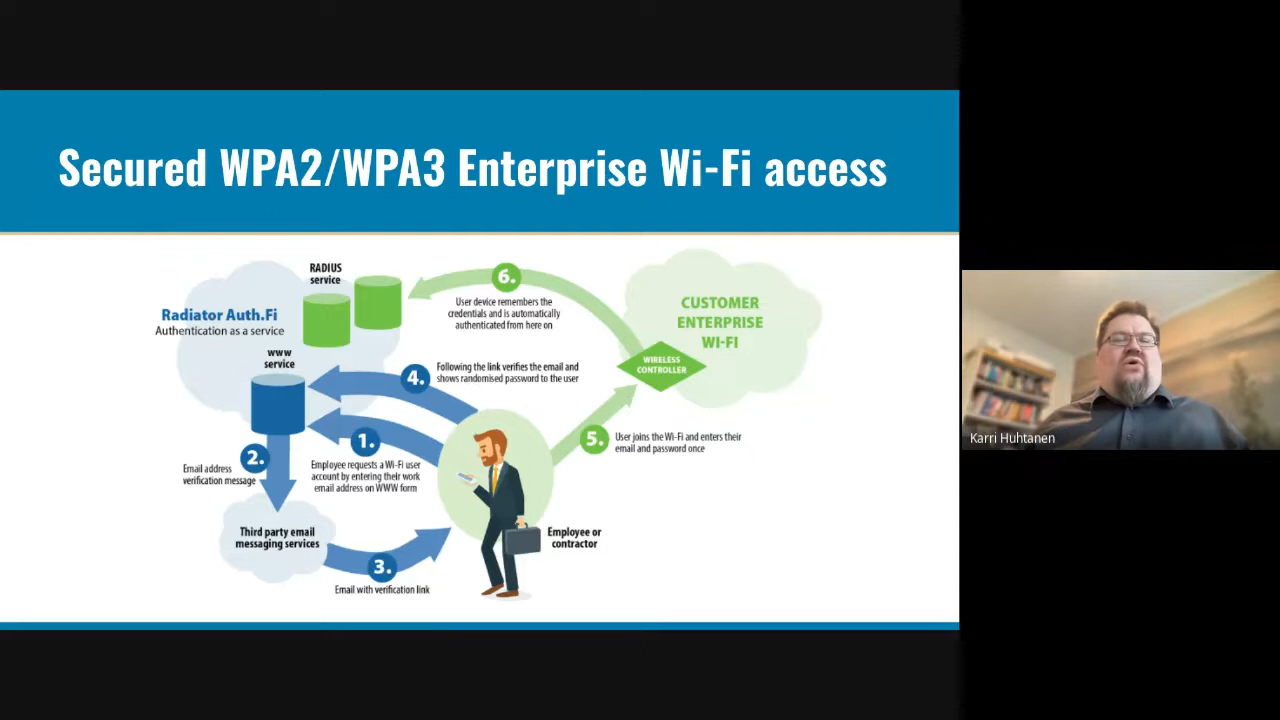 Secured WPA2/WPA3 Enterprise Wi-Fi access
RADIUS
service
Radiator Auth.Fi
Authentication as a service
www
service
6.
User device remembers the
credentials and is automatically
authenticated from here on
CUSTOMER
ENTERPRISE
WI-FI
WIRELESS
CONTROLLER
4.
Following the link verifies the email and
shows randomised password to the user
1.
Employee requests a Wi-Fi user
account by entering their work
email address on WWW form
5.
User joins the Wi-Fi and enters their
email and password once
2.
Email address
verification message
Third party email
messaging services
3.
Email with verification link
Employee or
contractor
Karri Huhtanen